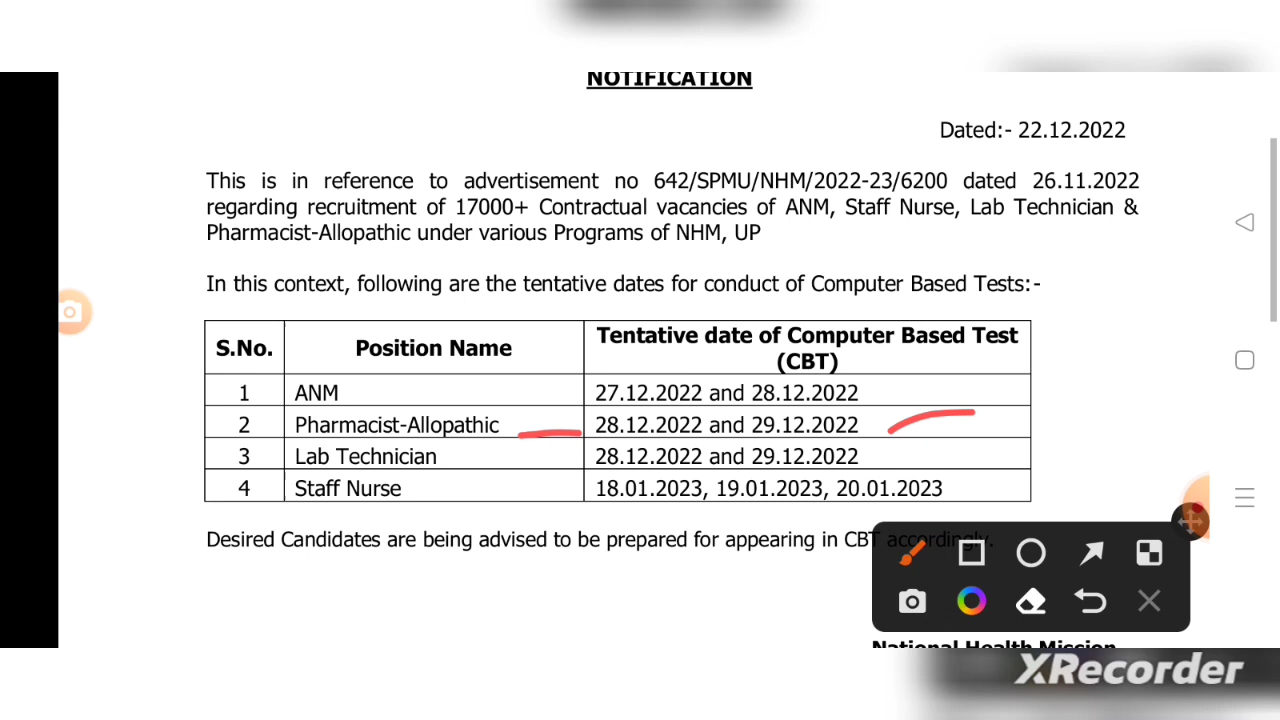 NOTIFICATION
Dated:- 22.12.2022
This is in reference to advertisement no 642/SPMU/NHM/2022-23/6200 dated 26.11.2022
regarding recruitment of 17000+ Contractual vacancies of ANM, Staff Nurse, Lab Technician &
Pharmacist-Allopathic under various Programs of NHM, UP
In this context, following are the tentative dates for conduct of Computer Based Tests:-
S.No. Position Name Tentative date of Computer Based Test
(CBT)
1 ANM 27.12.2022 and 28.12.2022
2 Pharmacist-Allopathic 28.12.2022 and 29.12.2022
3 Lab Technician 28.12.2022 and 29.12.2022
4 Staff Nurse 18.01.2023, 19.01.2023, 20.01.2023
Desired Candidates are being advised to be prepared for appearing in CBT accordingly.
National Health Mission
XRecorder